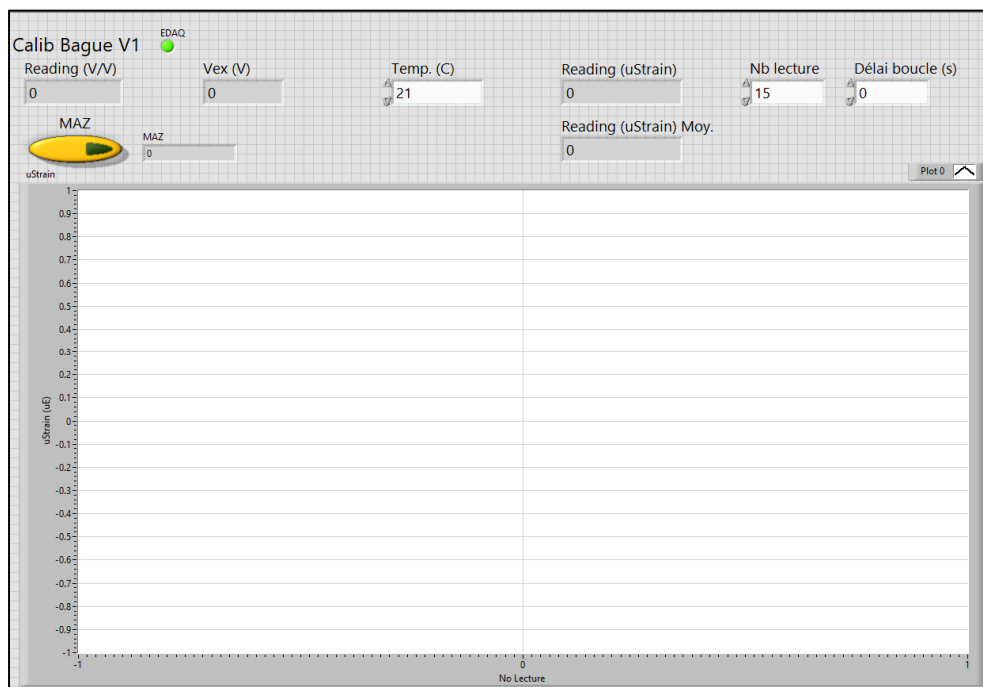 Calib Bague V1
EDAQ
Reading (V/V)
0
Vex (V)
0
Temp. (C)
21
Reading (uStrain)
0
Nb lecture
15
Délai boucle (s)
0
MAZ
MAZ
0
Reading (uStrain) Moy.
0
uStrain
Plot 0
1
0.9
0.8
0.7
0.6
0.5
0.4
0.3
0.2
0.1
0
-0.1
-0.2
-0.3
-0.4
-0.5
-0.6
-0.7
-0.8
-0.9
-1
uStrain (uE)
-1
0
1
No Lecture